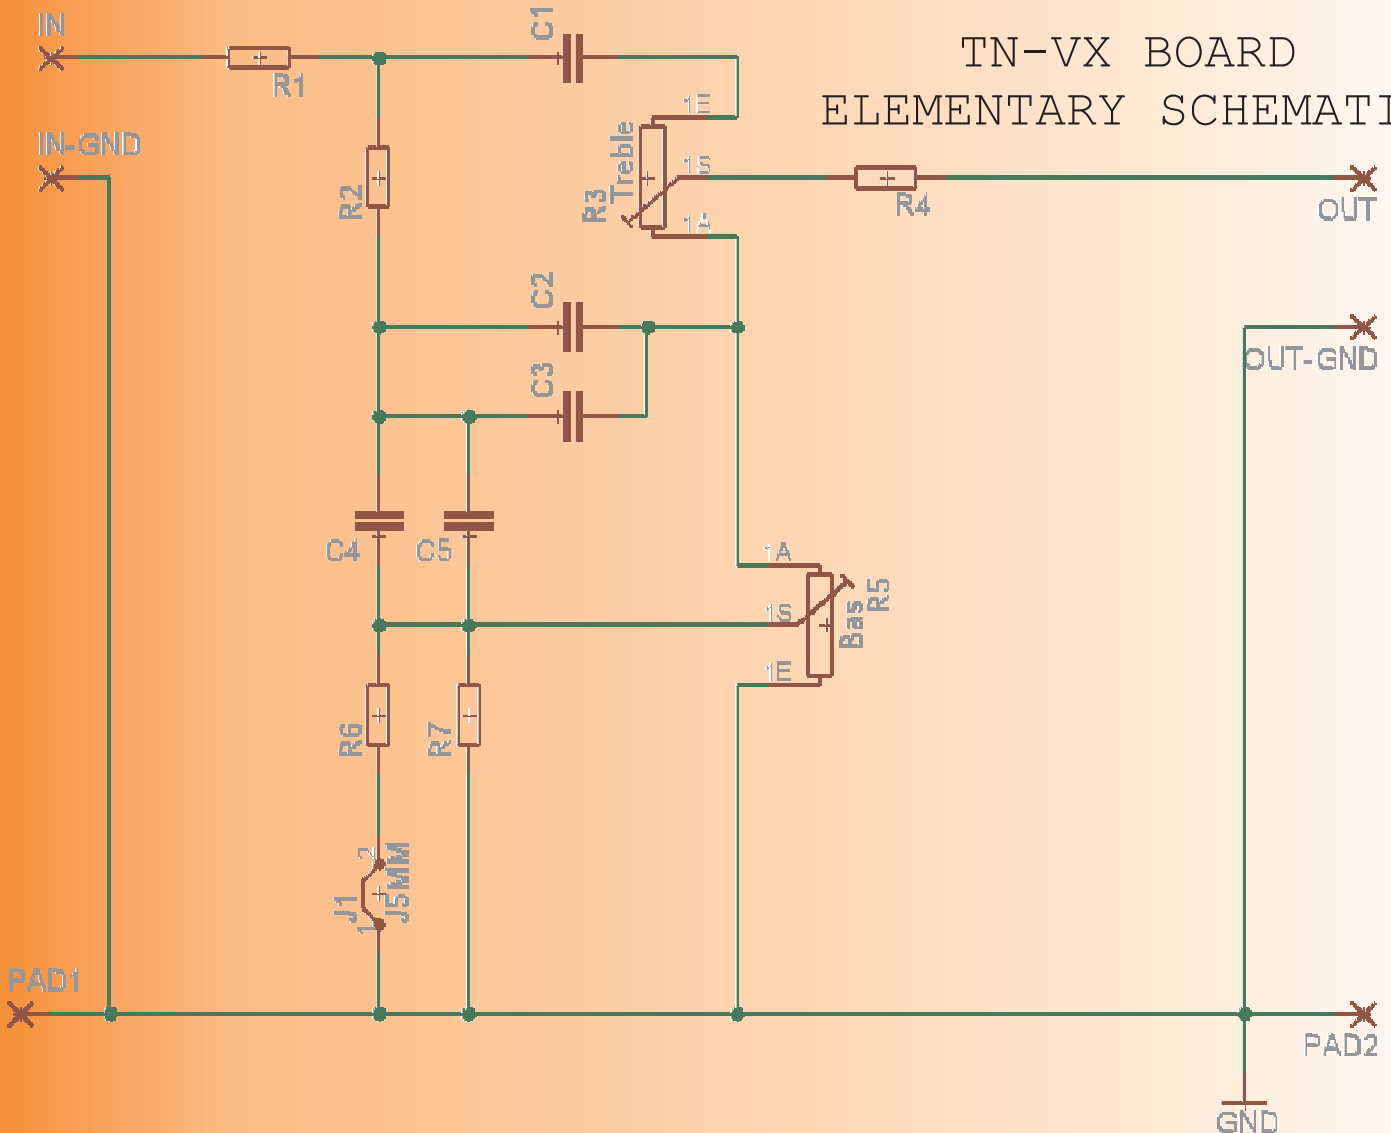 IN
C1
TN-VX BOARD
R1
1E
ELEMENTARY SCHEMATI
IN-GND
Treble
1S
R2
R3
R4
OUT
1A
C2
OUT-GND
C3
C4
C5
1A
R5
1S
Bas
1E
R6
R7
2
J1
J5MM
1
PAD1
PAD2
GND